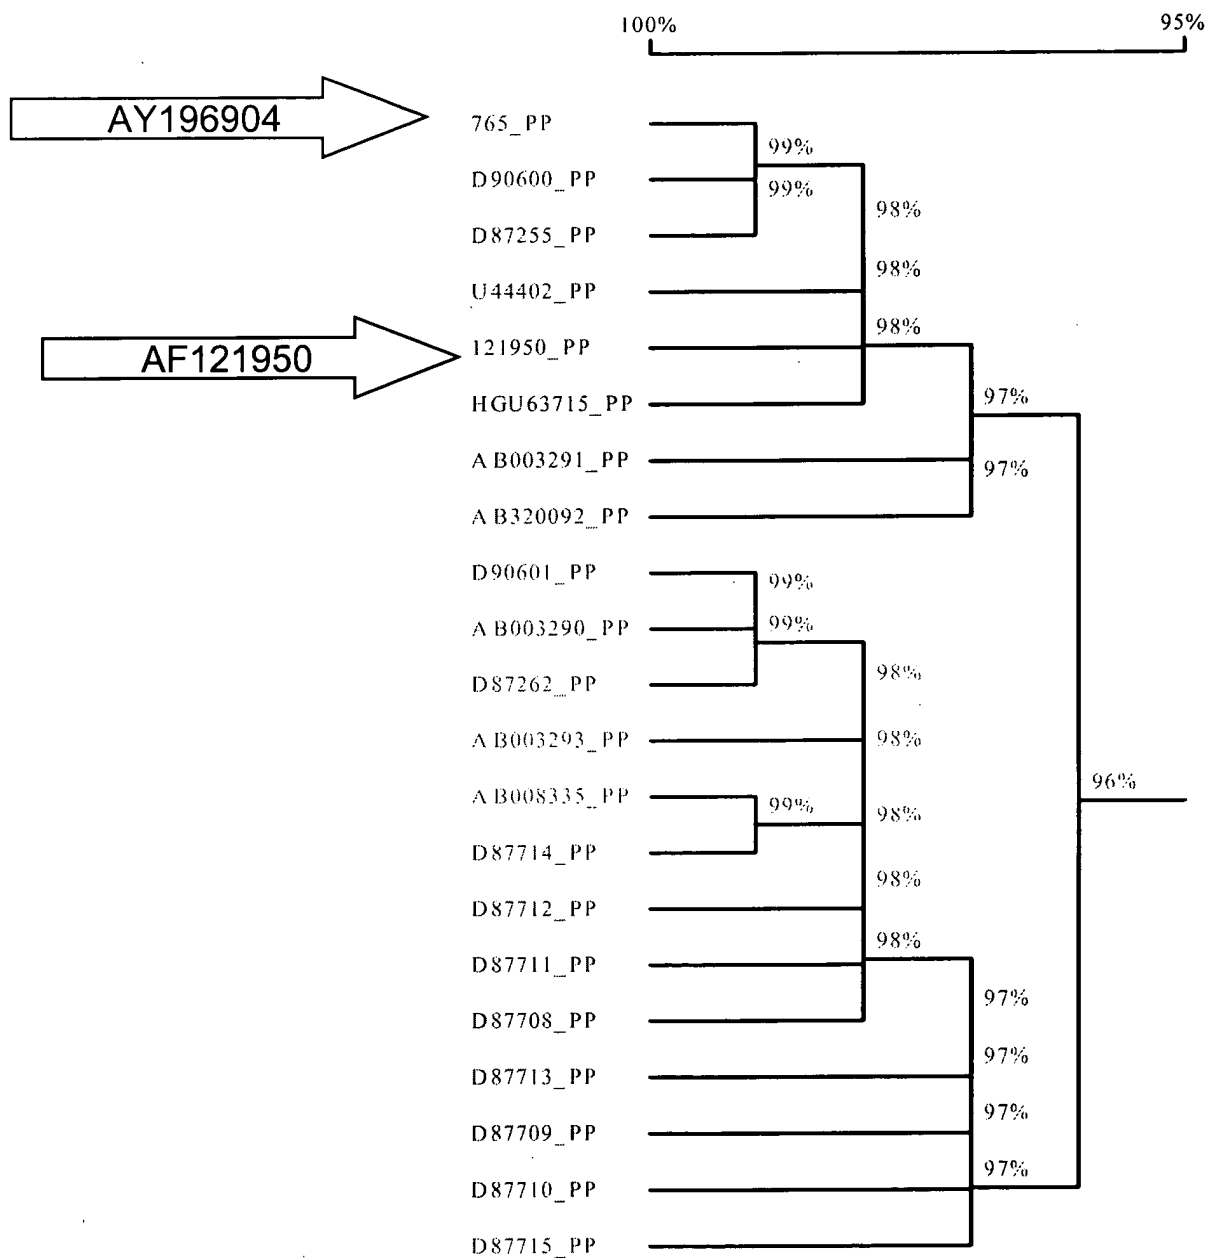 100% 95%
AY196904
765_PP
99%
D90600_PP
99%
98%
D87255_PP
98%
U44402_PP
98%
AF121950
121950_PP
97%
HGU63715_PP
AB003291_PP
97%
AB320092_PP
D90601_PP
99%
AB003290_PP
99%
D87262_PP
98%
AB003293_PP
98%
96%
AB008335_PP
99%
98%
D87714_PP
98%
D87712_PP
98%
D87711_PP
97%
D87708_PP
97%
D87713_PP
97%
D87709_PP
97%
D87710_PP
D87715_PP